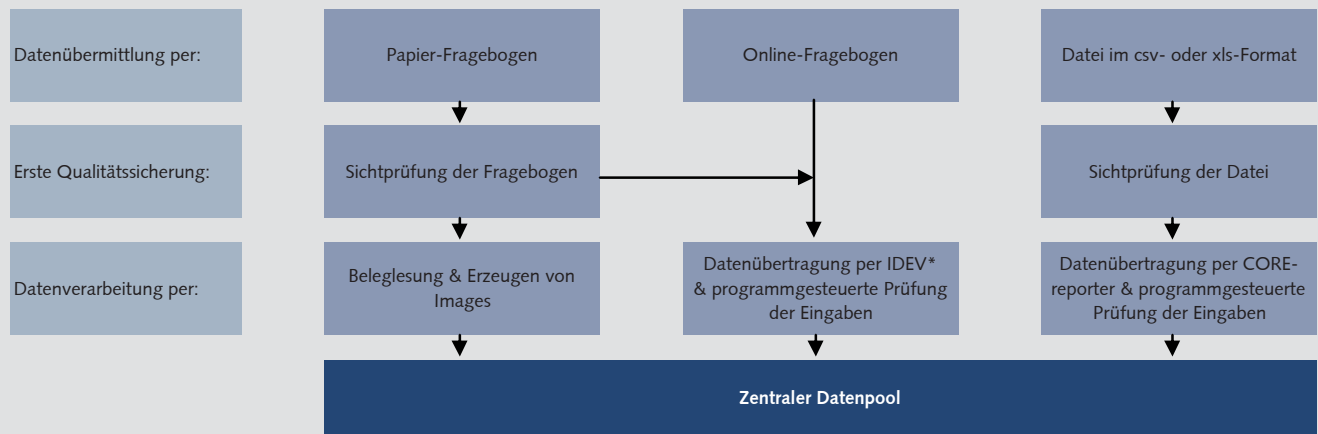 Datenübermittlung per:
Papier-Fragebogen
Online-Fragebogen
Datei im csv- oder xls-Format
Erste Qualitätssicherung:
Sichtprüfung der Fragebogen
Sichtprüfung der Datei
Datenverarbeitung per:
Beleglesung & Erzeugen von
Images
Datenübertragung per IDEV*
& programmgesteuerte Prüfung
der Eingaben
Datenübertragung per CORE-
reporter & programmgesteuerte
Prüfung der Eingaben
Zentraler Datenpool